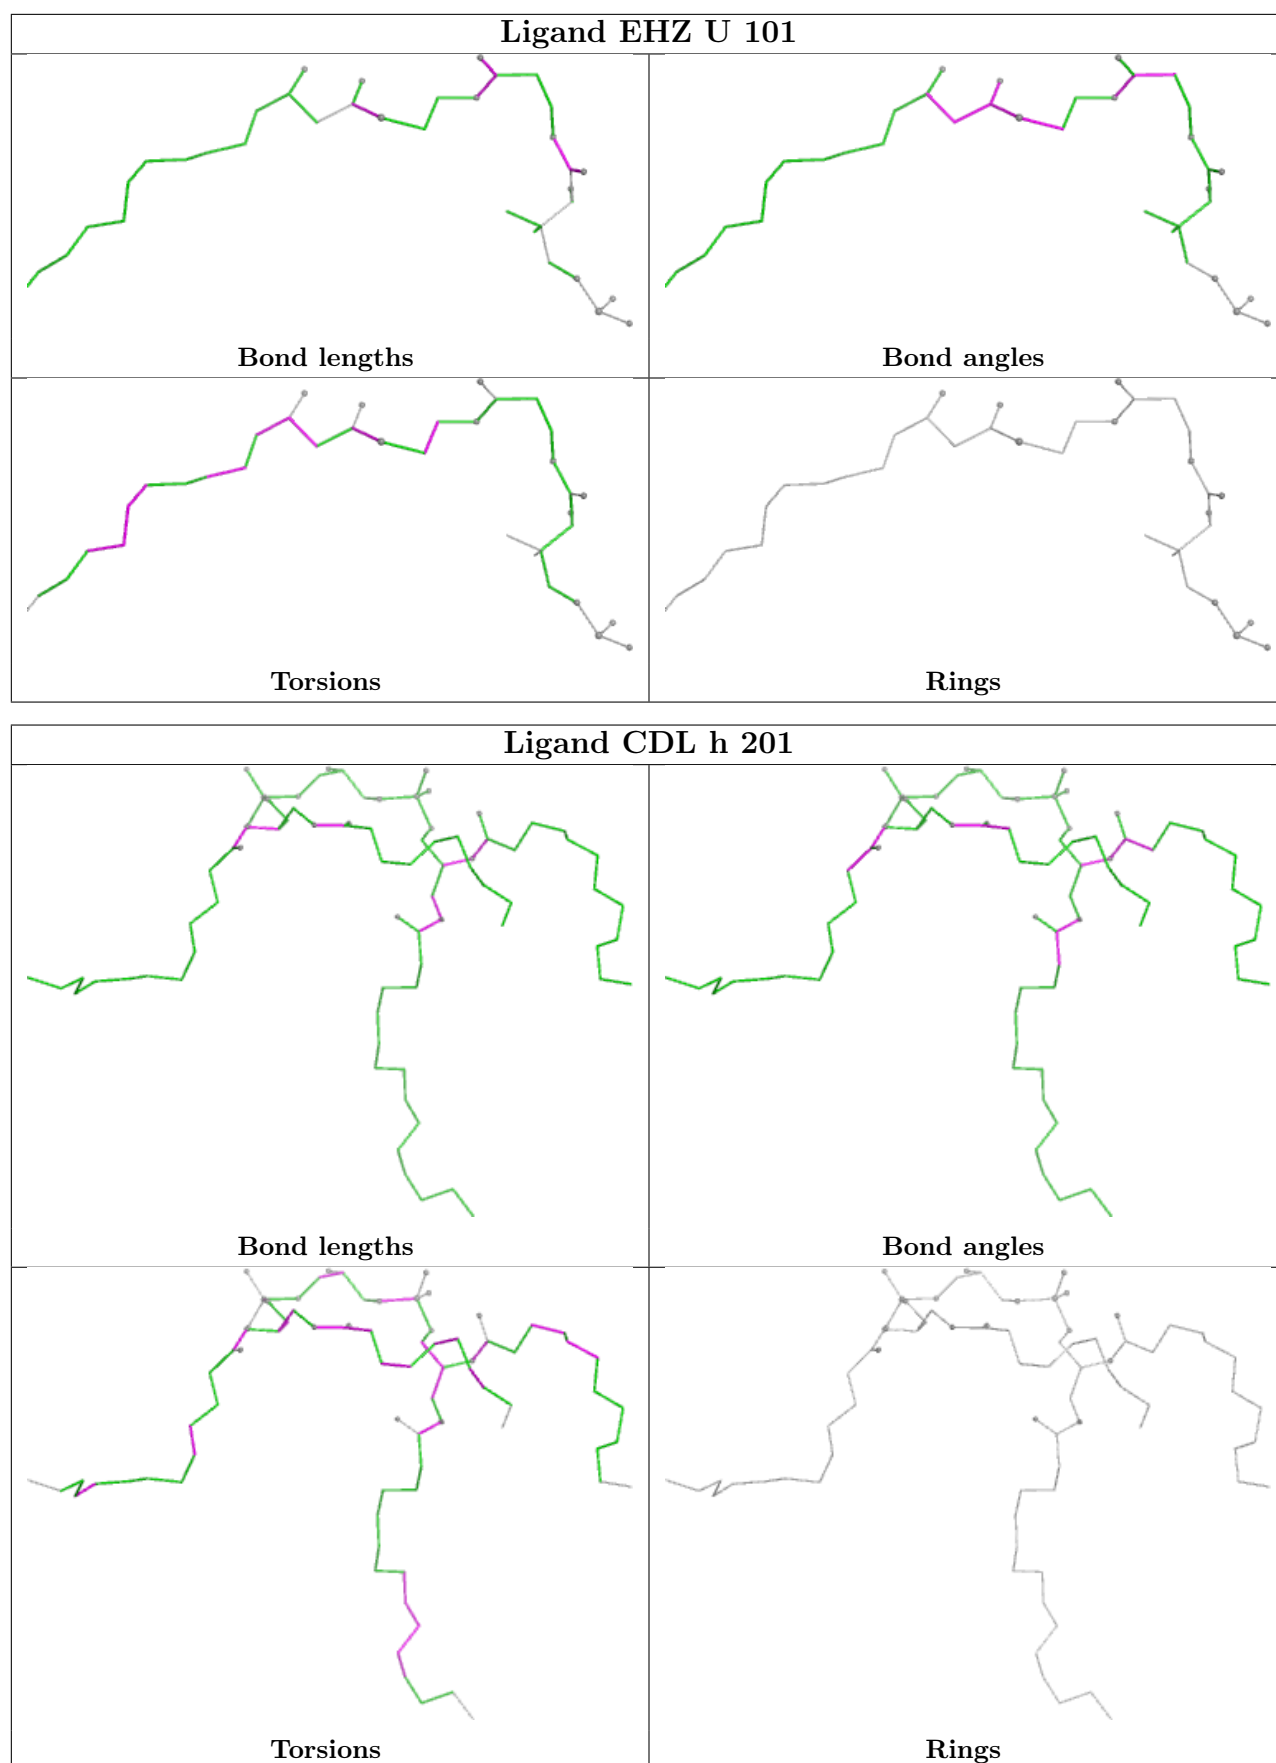 Ligand EHZ U 101
Bond lengths
Bond angles
Torsions
Rings
Ligand CDL h 201
Bond lengths
Bond angles
Torsions
Rings